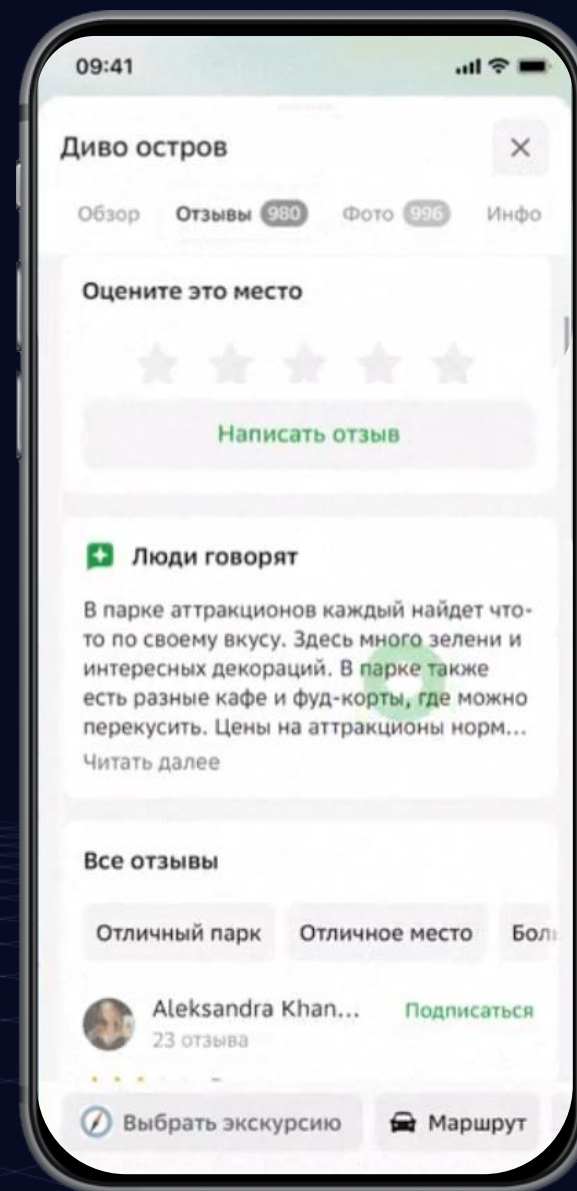 09:41
Диво остров
Обзор Отзывы 980 Фото 996 Инфо
Оцените это место
Написать отзыв
Люди говорят
В парке аттракционов каждый найдет что-
то по своему вкусу. Здесь много зелени и
интересных декораций. В парке также
есть разные кафе и фуд-корты, где можно
перекусить. Цены на аттракционы норм...
Читать далее
Все отзывы
Отличный парк Отличное место
Aleksandra Khan... Подписаться
23 отзыва
Выбрать экскурсию Маршрут